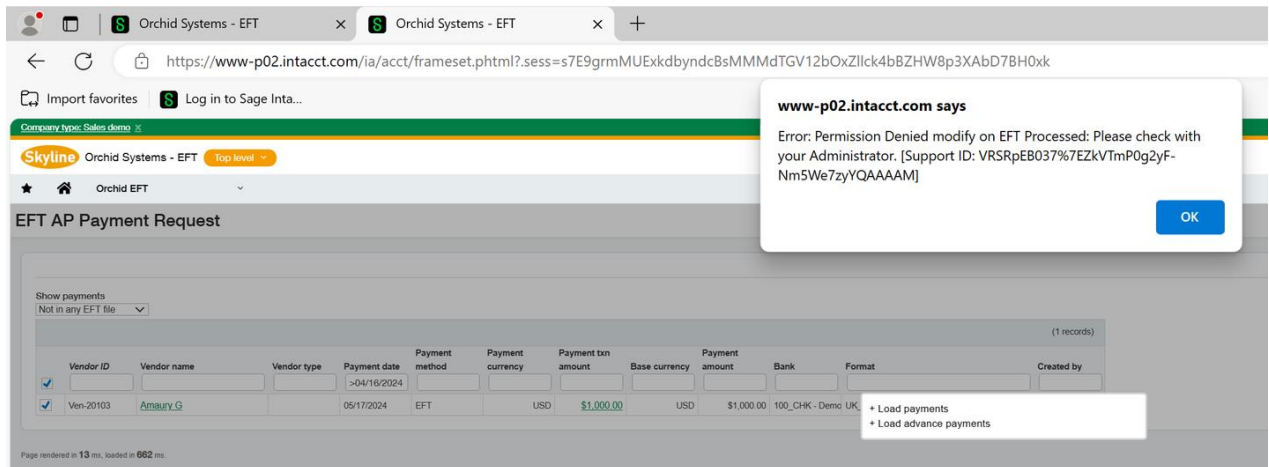 Orchid Systems - EFT
Orchid Systems - EFT
https://www-p02.intacct.com/ia/acct/frameset.phtml?.sess=s7E9grmMUExkdbyndcBsMMMdTGV12bOxZllck4bBZHW8p3XAbD7BH0xk
Import favorites
Log in to Sage Inta...
www-p02.intacct.com says
Error: Permission Denied modify on EFT Processed: Please check with
your Administrator. [Support ID: VRSRpEB037%7EZkVTmP0g2yF-
Nm5We7zyYQAAAAM]
OK
Company type: Sales demo
Skyline Orchid Systems - EFT Top level
Orchid EFT
EFT AP Payment Request
Show payments
Not in any EFT file
(1 records)
Vendor ID Vendor name Vendor type Payment date Payment method Payment currency Payment txn amount Base currency Payment amount Bank Format Created by
>04/16/2024
Ven-20103 Amaury G 05/17/2024 EFT USD $1,000.00 USD $1,000.00 100_CHK - Demo UK_
+ Load payments
+ Load advance payments
Page rendered in 13 ms, loaded in 662 ms.